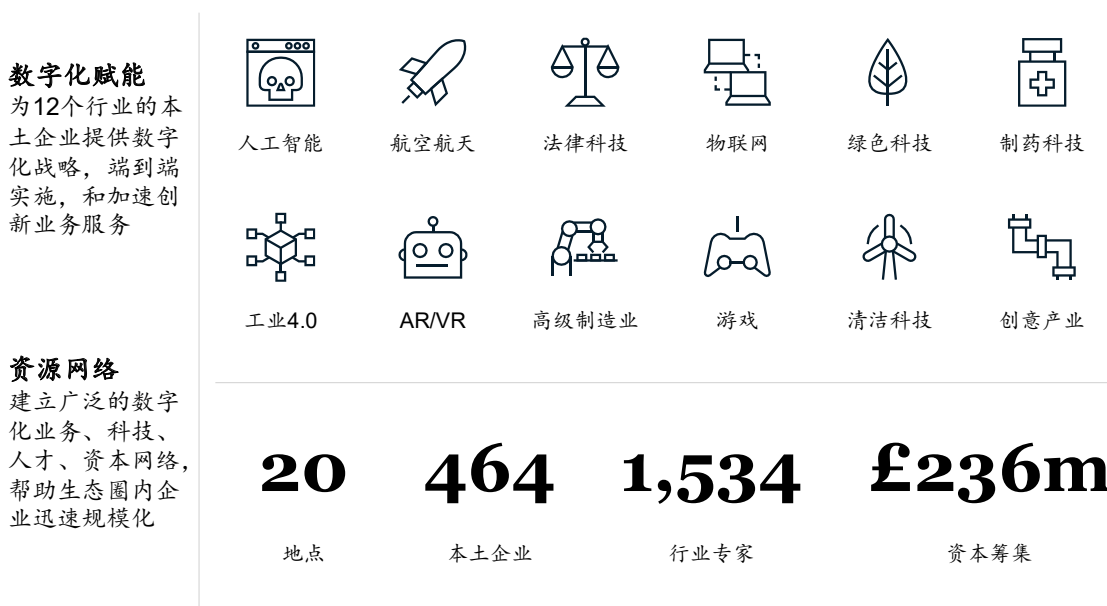 数字化赋能
为12个行业的本
土企业提供数字
化战略，端到端
实施，和加速创
新业务服务
人工智能
航空航天
法律科技
物联网
绿色科技
制药科技
工业4.0
AR/VR
高级制造业
游戏
清洁科技
创意产业
资源网络
建立广泛的数字
化业务、科技、
人才、资本网络，
帮助生态圈内企
业迅速规模化
20
464
1,534
£236m
地点
本土企业
行业专家
资本筹集